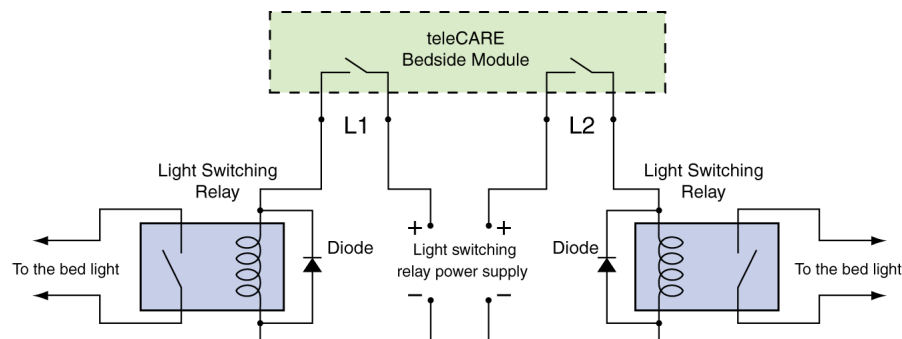 teleCARE
Bedside Module
L1
L2
Light Switching
Relay
Light Switching
Relay
+
+
Diode
Light switching
relay power supply
Diode
To the bed light
To the bed light
−
−